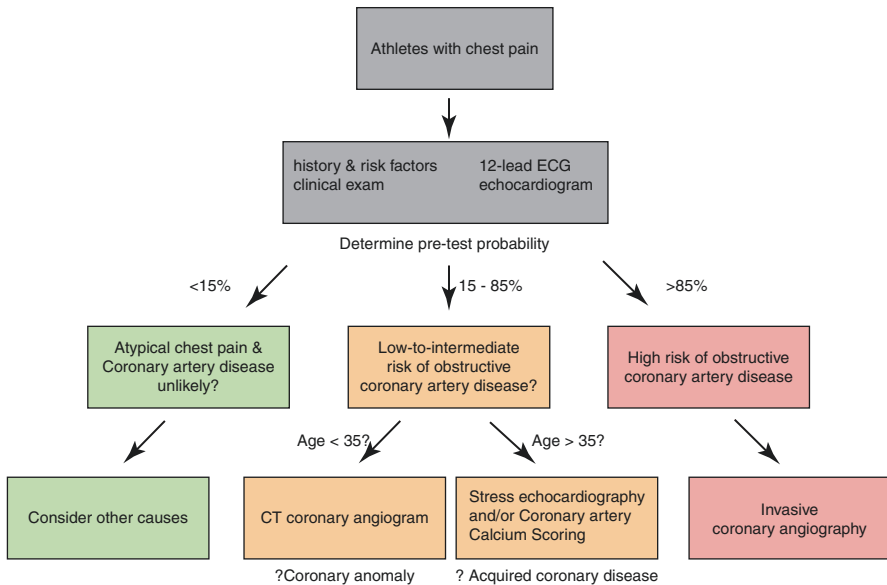 Athletes with chest pain
history & risk factors
clinical exam
12-lead ECG
echocardiogram
Determine pre-test probability
<15%
15 - 85%
>85%
Atypical chest pain &
Coronary artery disease
unlikely?
Low-to-intermediate
risk of obstructive
coronary artery disease?
High risk of obstructive
coronary artery disease
Age < 35?
Age > 35?
Consider other causes
CT coronary angiogram
Stress echocardiography
and/or Coronary artery
Calcium Scoring
Invasive
coronary angiography
?Coronary anomaly
? Acquired coronary disease